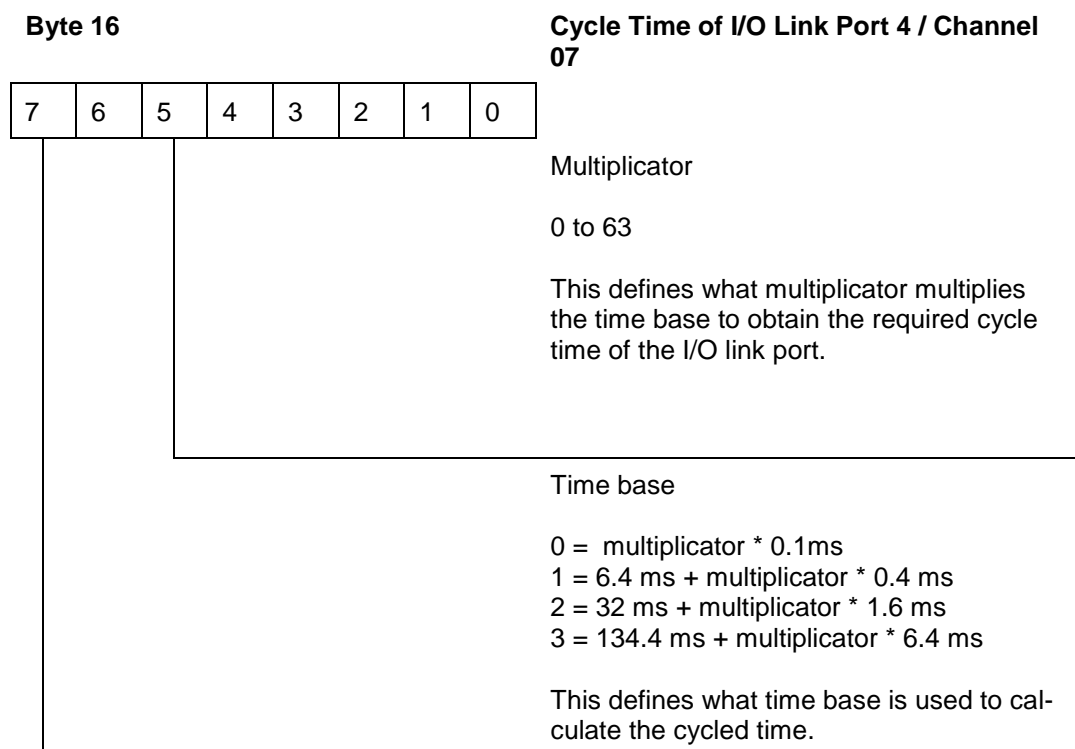 Byte 16
Cycle Time of I/O Link Port 4 / Channel
07
7 6 5 4 3 2 1 0
Multiplicator
0 to 63
This defines what multiplicator multiplies
the time base to obtain the required cycle
time of the I/O link port.
Time base
0 = multiplicator * 0.1ms
1 = 6.4 ms + multiplicator * 0.4 ms
2 = 32 ms + multiplicator * 1.6 ms
3 = 134.4 ms + multiplicator * 6.4 ms
This defines what time base is used to cal-
culate the cycled time.